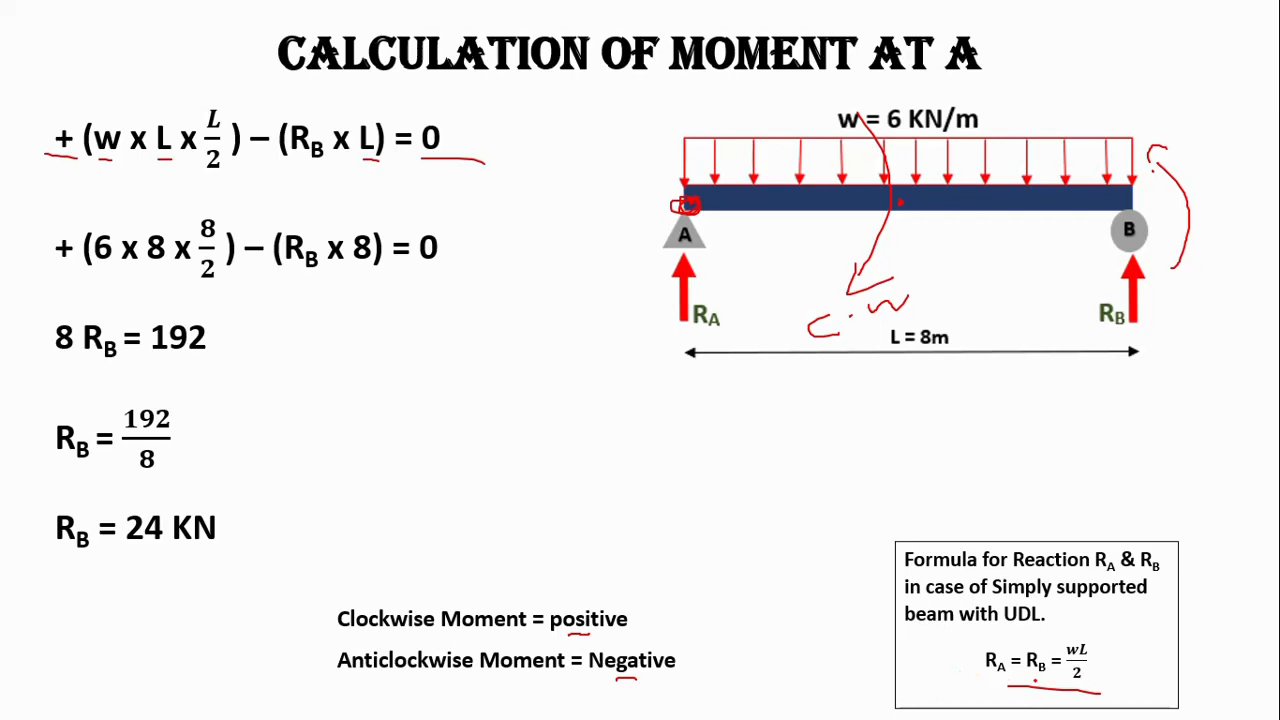 CALCULATION OF MOMENT AT A
+ (w x L x L/2 ) – (RB x L) = 0
+ (6 x 8 x 8/2 ) – (RB x 8) = 0
8 RB = 192
RB = 192/8
RB = 24 KN
w = 6 KN/m
A
B
RA
RB
C.W
L = 8m
Clockwise Moment = positive
Anticlockwise Moment = Negative
Formula for Reaction RA & RB
in case of Simply supported
beam with UDL.
RA = RB = wL/2